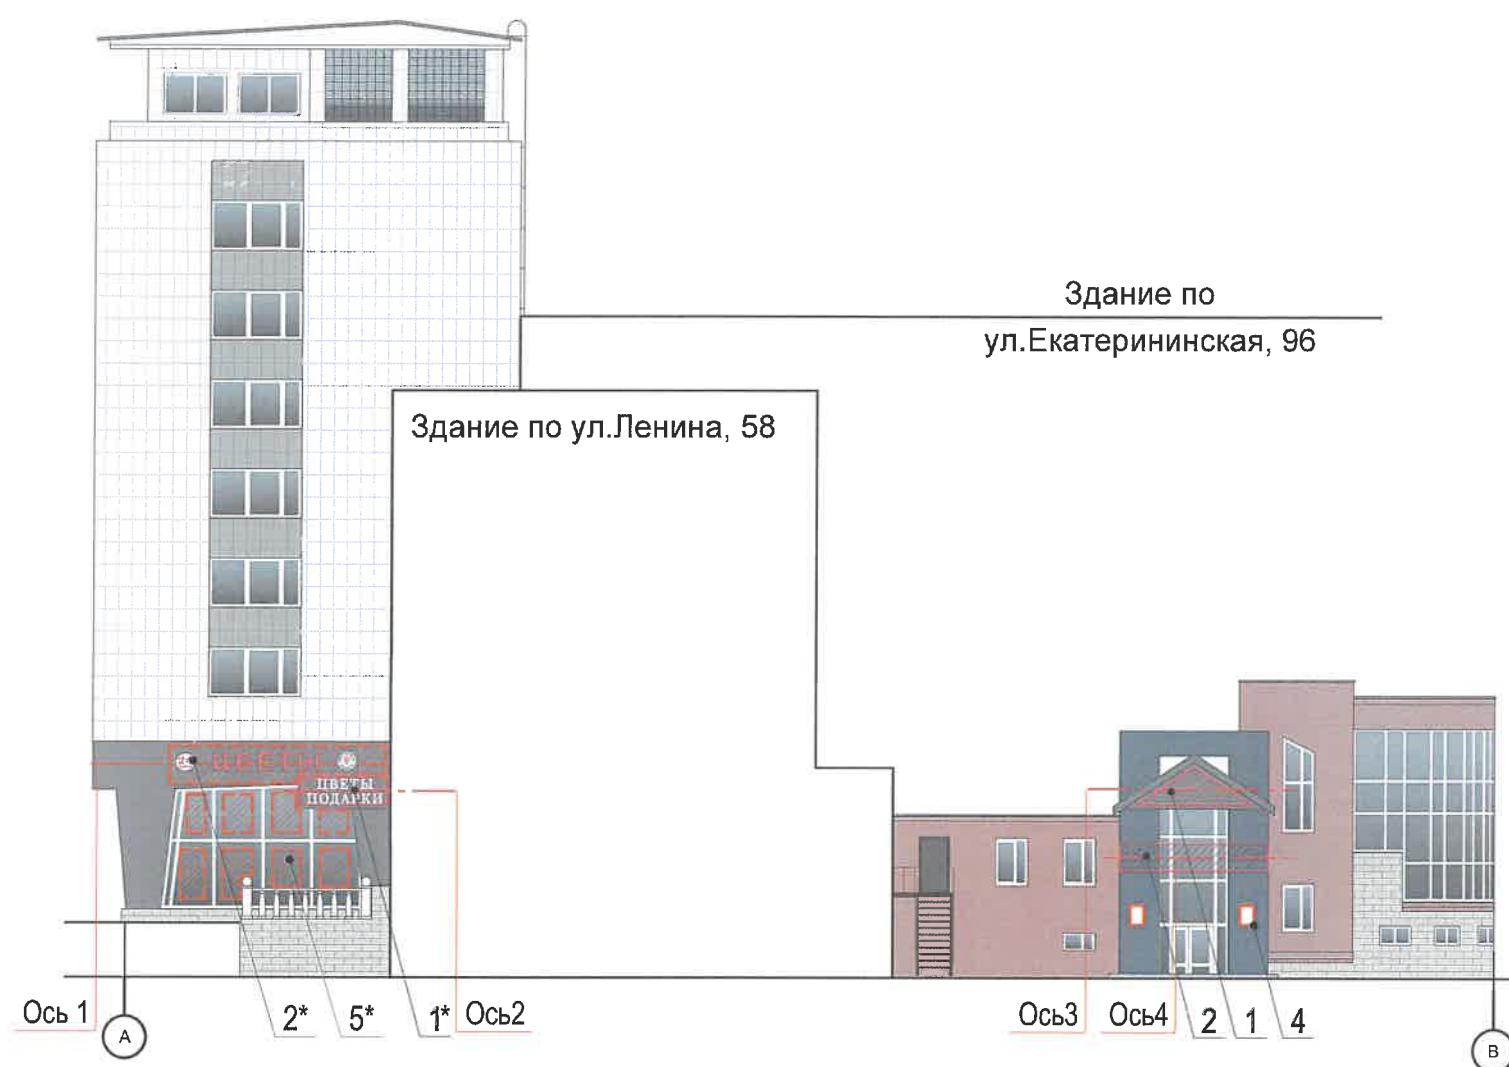 Здание по
ул.Екатерининская, 96
Здание по ул.Ленина, 58
ЦВЕТЫ
ЦВЕТЫ
ПОДАРКИ
Ось 1
А
2*
5*
1*
Ось2
Ось3
Ось4
2
1
4
В